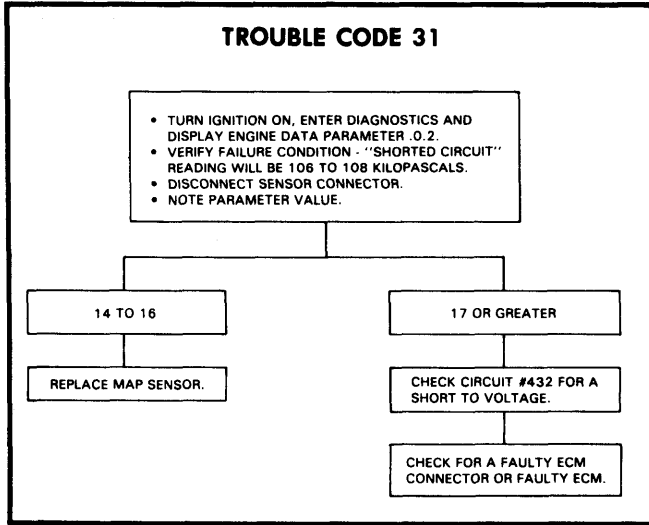 TROUBLE CODE 31
• TURN IGNITION ON, ENTER DIAGNOSTICS AND
DISPLAY ENGINE DATA PARAMETER .0.2.
• VERIFY FAILURE CONDITION - "SHORTED CIRCUIT"
READING WILL BE 106 TO 108 KILOPASCALS.
• DISCONNECT SENSOR CONNECTOR.
• NOTE PARAMETER VALUE.
14 TO 16
17 OR GREATER
REPLACE MAP SENSOR.
CHECK CIRCUIT #432 FOR A
SHORT TO VOLTAGE.
CHECK FOR A FAULTY ECM
CONNECTOR OR FAULTY ECM.